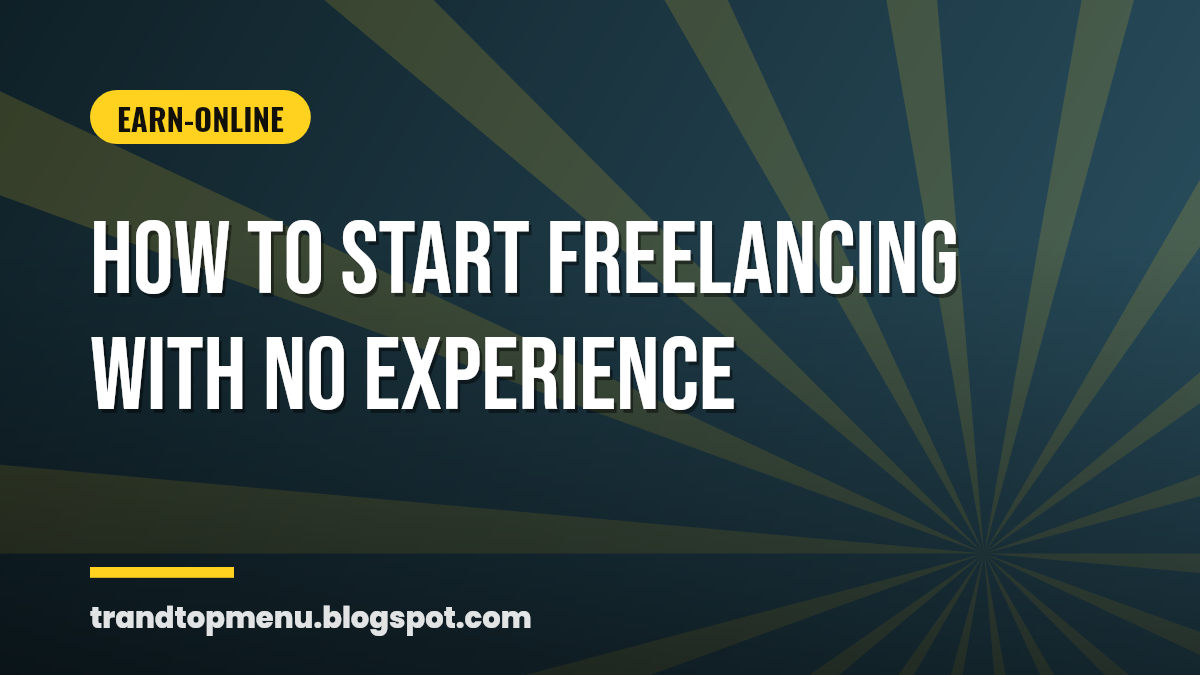 EARN-ONLINE
HOW TO START FREELANCING
WITH NO EXPERIENCE
trandtopmenu.blogspot.com